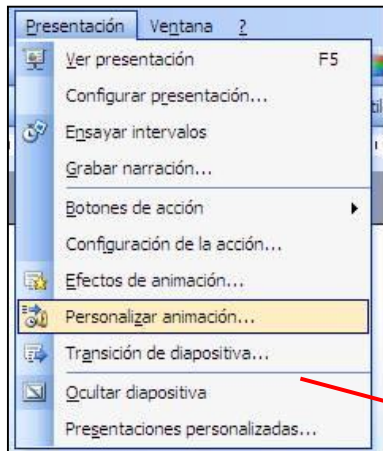 Presentación Ventana ?
Ver presentación F5
Configurar presentación...
Ensayar intervalos
Grabar narración...
Botones de acción
Configuración de la acción...
Efectos de animación...
Personalizar animación...
Transición de diapositiva...
Ocultar diapositiva
Presentaciones personalizadas...